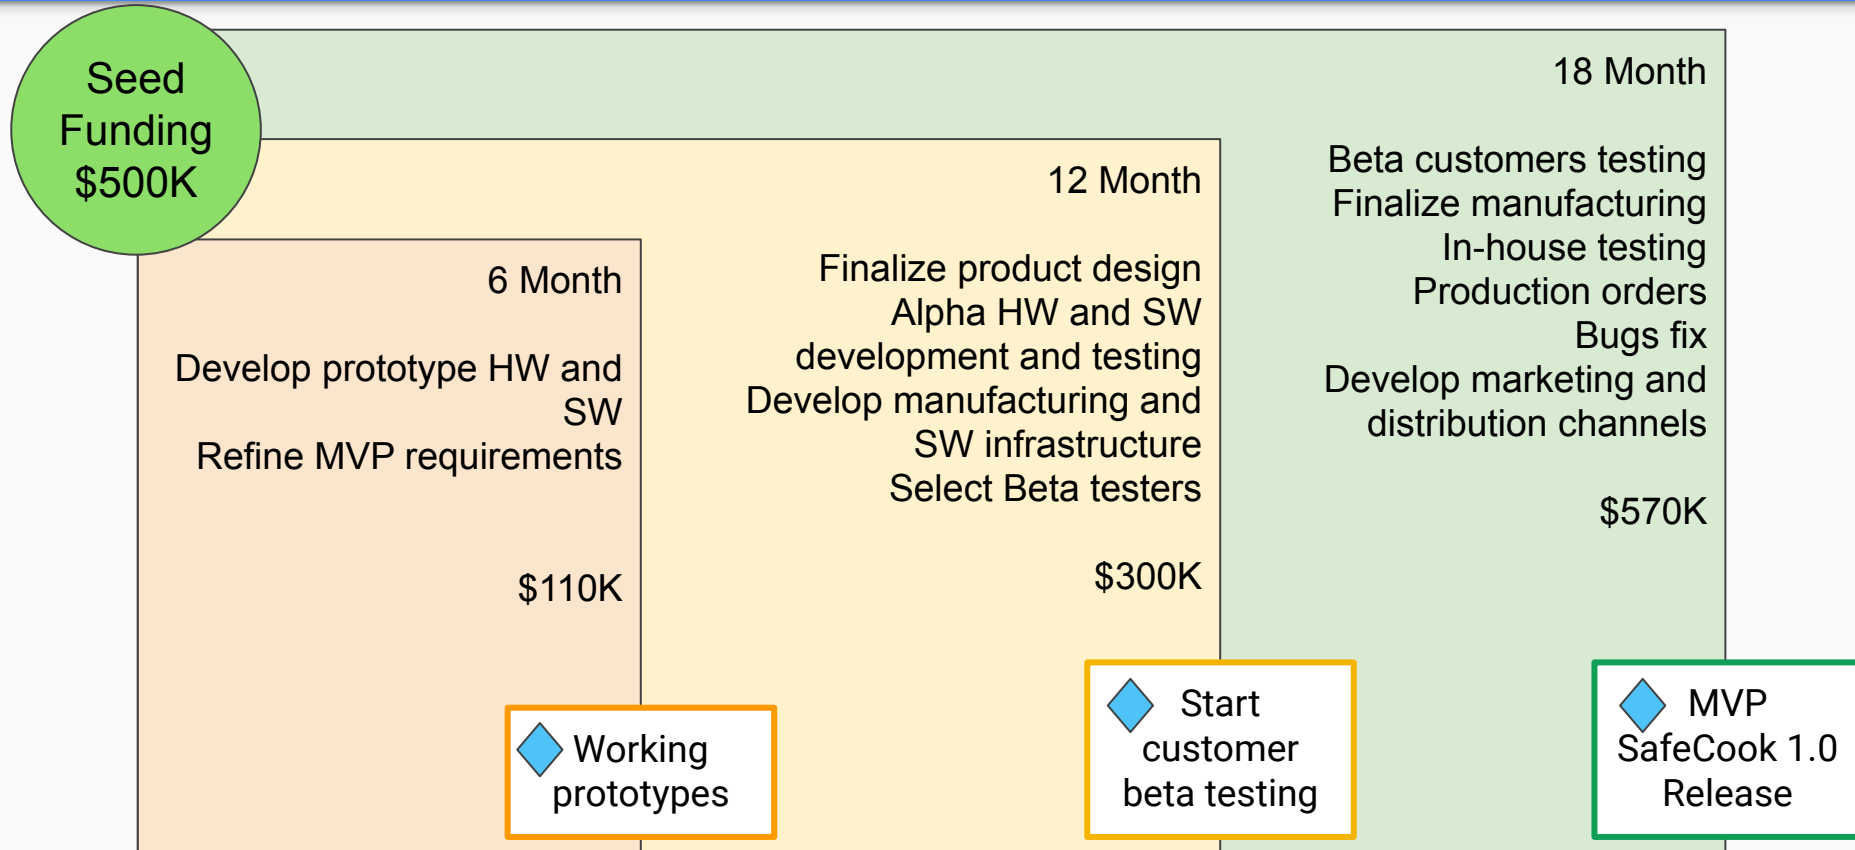 Seed
Funding
$500K
6 Month
Develop prototype HW and
SW
Refine MVP requirements
$110K
Working
prototypes
12 Month
Finalize product design
Alpha HW and SW
development and testing
Develop manufacturing and
SW infrastructure
Select Beta testers
$300K
Start
customer
beta testing
18 Month
Beta customers testing
Finalize manufacturing
In-house testing
Production orders
Bugs fix
Develop marketing and
distribution channels
$570K
MVP
SafeCook 1.0
Release